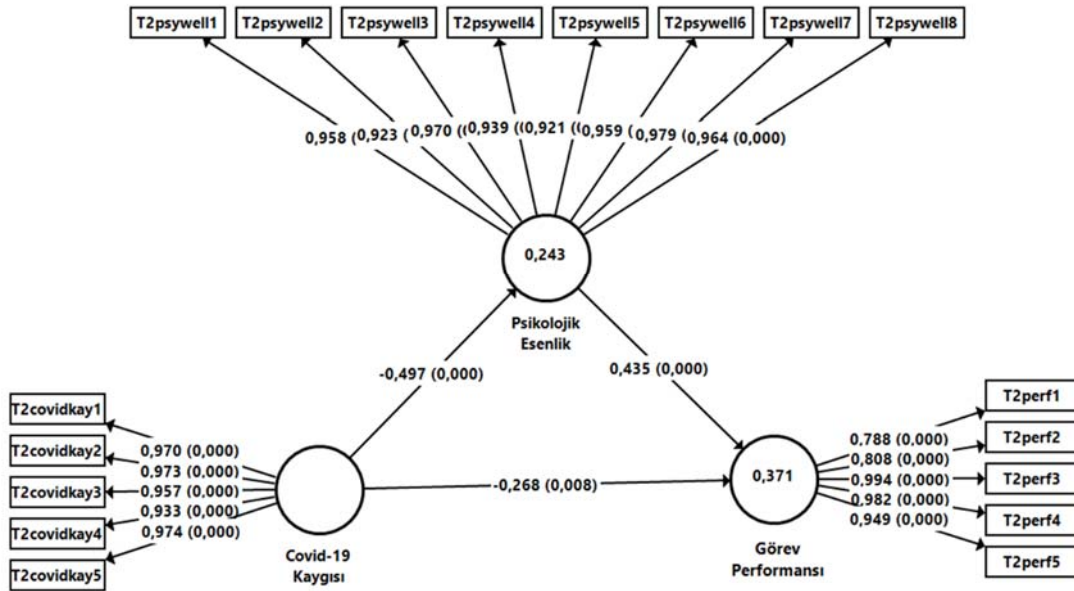 T2psywell1 T2psywell2 T2psywell3 T2psywell4 T2psywell5 T2psywell6 T2psywell7 T2psywell8
0,958 0,923 0,970 0,939 0,921 0,959 0,979 0,964 (0,000)
0,243
Psikolojik
Esenlik
-0,497 (0,000)
0,435 (0,000)
T2covidkay1
T2covidkay2
T2covidkay3
T2covidkay4
T2covidkay5
0,970 (0,000)
0,973 (0,000)
0,957 (0,000)
0,933 (0,000)
0,974 (0,000)
Covid-19
Kaygısı
-0,268 (0,008)
0,371
Görev
Performansı
0,788 (0,000)
0,808 (0,000)
0,994 (0,000)
0,982 (0,000)
0,949 (0,000)
T2perf1
T2perf2
T2perf3
T2perf4
T2perf5